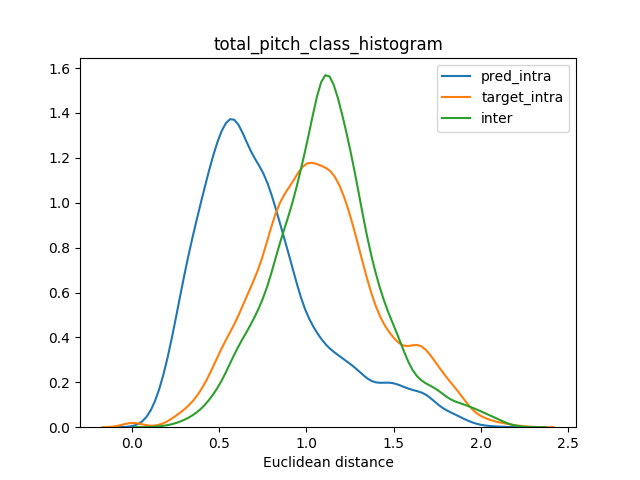 total_pitch_class_histogram
1.6
1.4
1.2
1.0
0.8
0.6
0.4
0.2
0.0
pred_intra
target_intra
inter
0.0 0.5 1.0 1.5 2.0 2.5
Euclidean distance